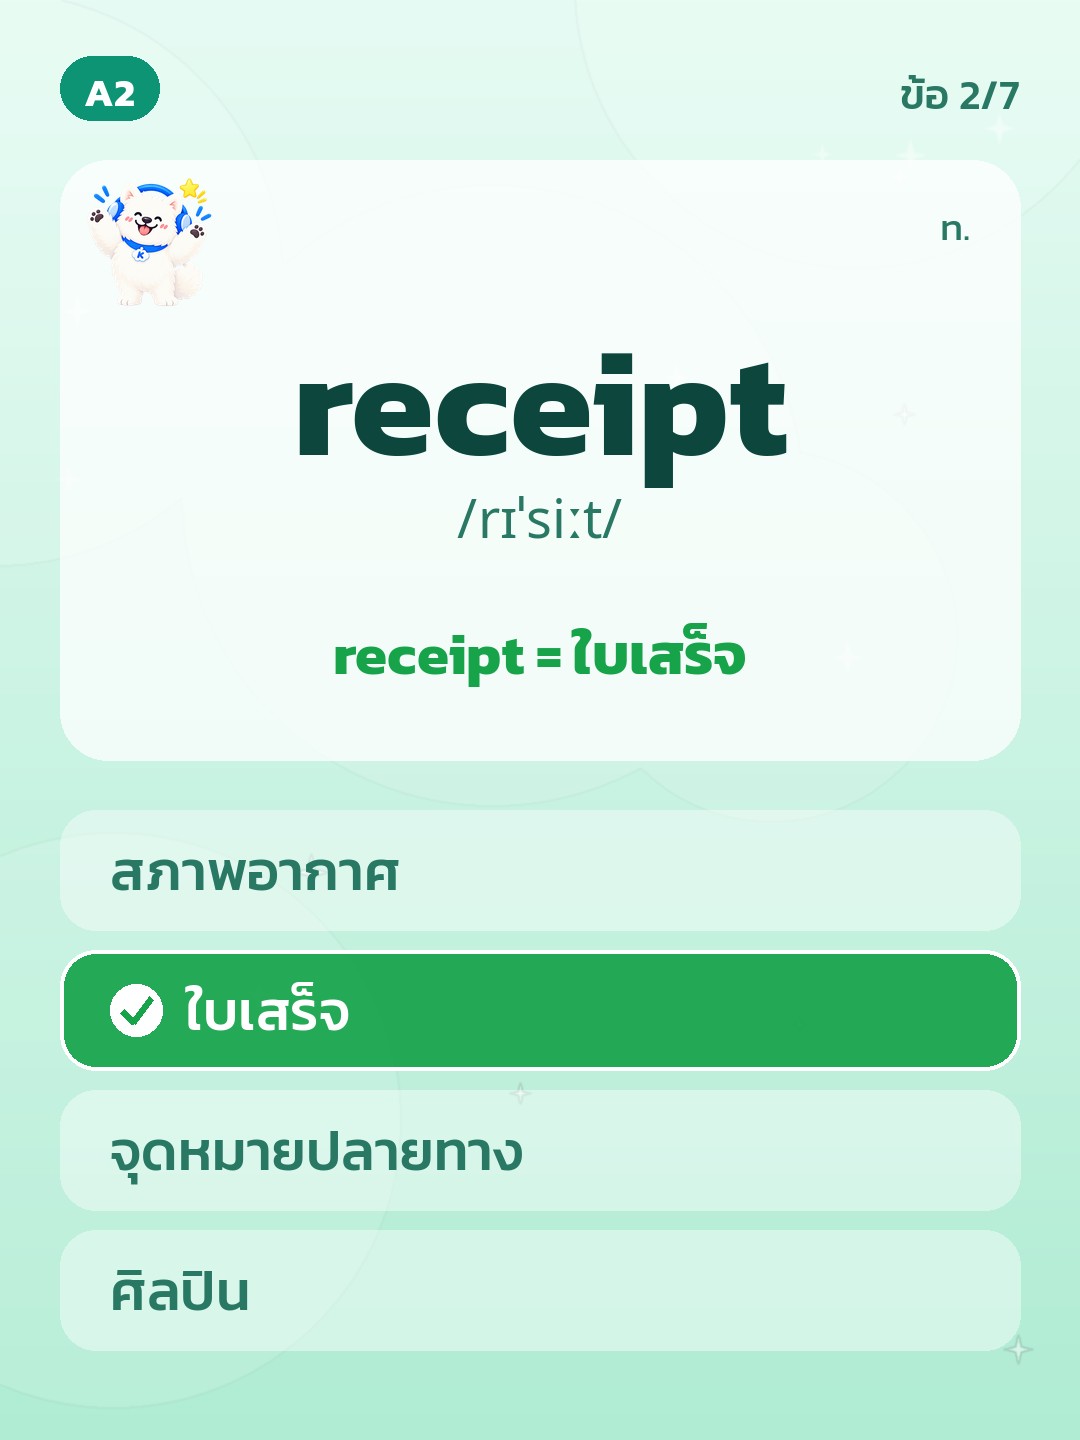 A2
ข้อ 2/7
K
n.
receipt
/rɪˈsiːt/
receipt = ใบเสร็จ
สภาพอากาศ
ใบเสร็จ
จุดหมายปลายทาง
ศิลปิน